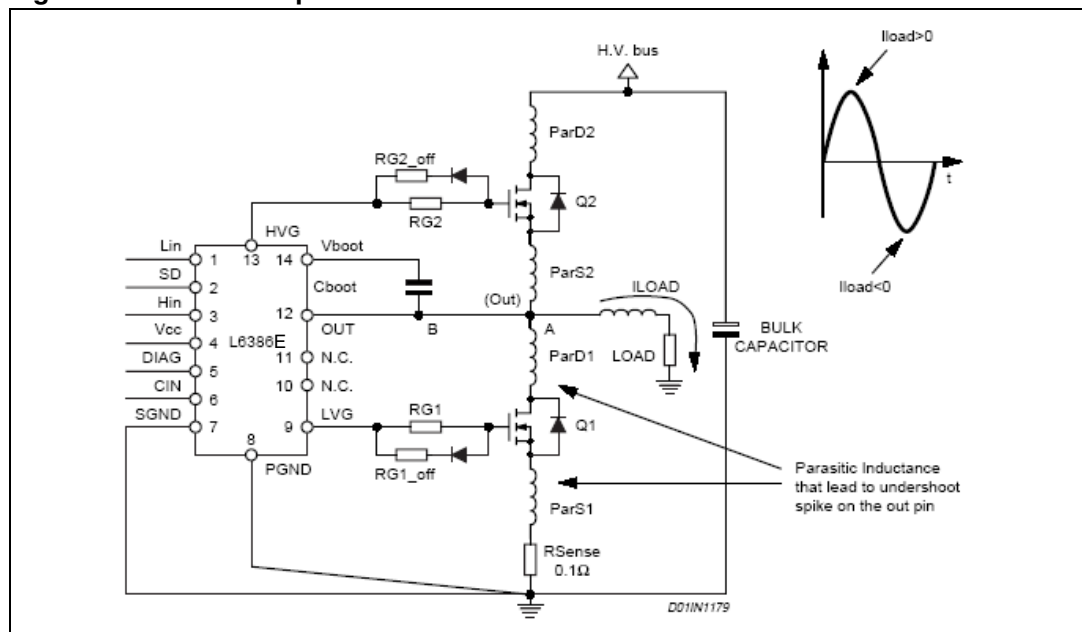 Iload>0
H.V. bus
t
Iload<0
ParD2
RG2_off
RG2
Q2
HVG
Vboot
Lin
1
13
14
SD
2
Cboot
ParS2
Hin
3
12
(Out)
ILOAD
Vcc
4
OUT
B
A
BULK
CAPACITOR
L6386E
11
N.C.
ParD1
LOAD
DIAG
5
10
N.C.
CIN
6
SGND
7
9
LVG
RG1
Q1
8
PGND
RG1_off
Parasitic Inductance
that lead to undershoot
spike on the out pin
ParS1
RSense
0.1Ω
D01IN1179